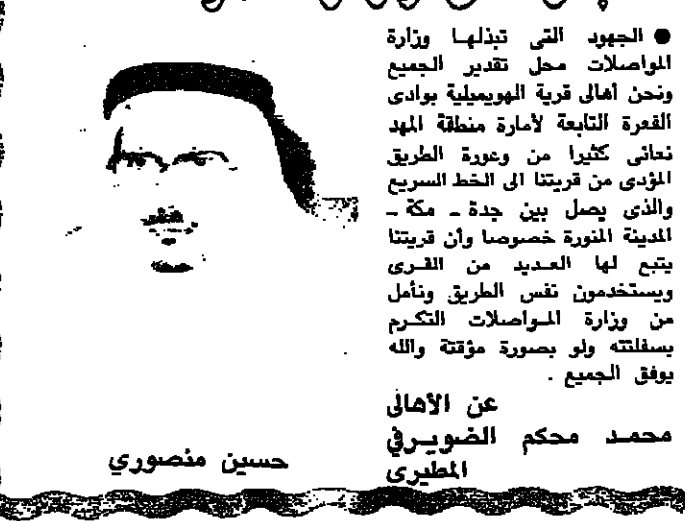 ● الجهود التى تبذلها وزارة
المواصلات محل تقدير الجميع
ونحن أهالى قرية الهويميلية بوادى
القعرة التابعة لأمارة منطقة المهد
نعانى كثيرا من وعورة الطريق
المؤدى من قريتنا الى الخط السريع
والذى يصل بين جدة ـ مكة ـ
المدينة المنورة خصوصا وأن قريتنا
يتبع لها العديد من القرى
ويستخدمون نفس الطريق ونأمل
من وزارة المواصلات التكرم
بسفلتته ولو بصورة مؤقتة والله
يوفق الجميع .
عن الأهالى
محمد محكم الضويرفي
المطيرى
حسين منصوري